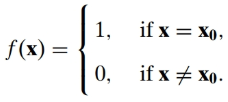 f(x) = { 1, if x = x₀,
0, if x ≠ x₀.